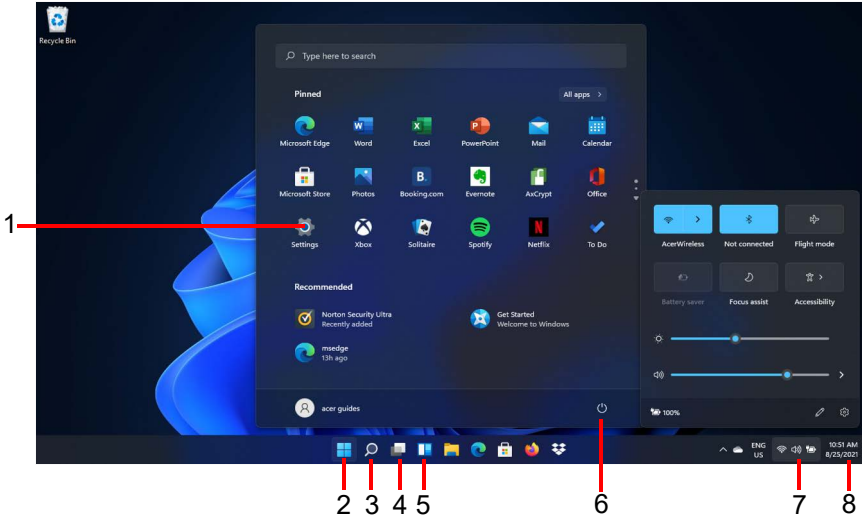 Recycle Bin
Type here to search
Pinned
All apps >
Microsoft Edge
Word
Excel
PowerPoint
Mail
Calendar
Microsoft Store
Photos
B.
Booking.com
Evernote
AxCrypt
Office
Settings
Xbox
Solitaire
Spotify
Netflix
To Do
Recommended
Norton Security Ultra
Recently added
Get Started
Welcome to Windows
msedge
13h ago
acer guides
AcerWireless
Not connected
Flight mode
Battery saver
Focus assist
Accessibility
100%
ENG
US
10:51 AM
8/25/2021
1
2
3
4
5
6
7
8